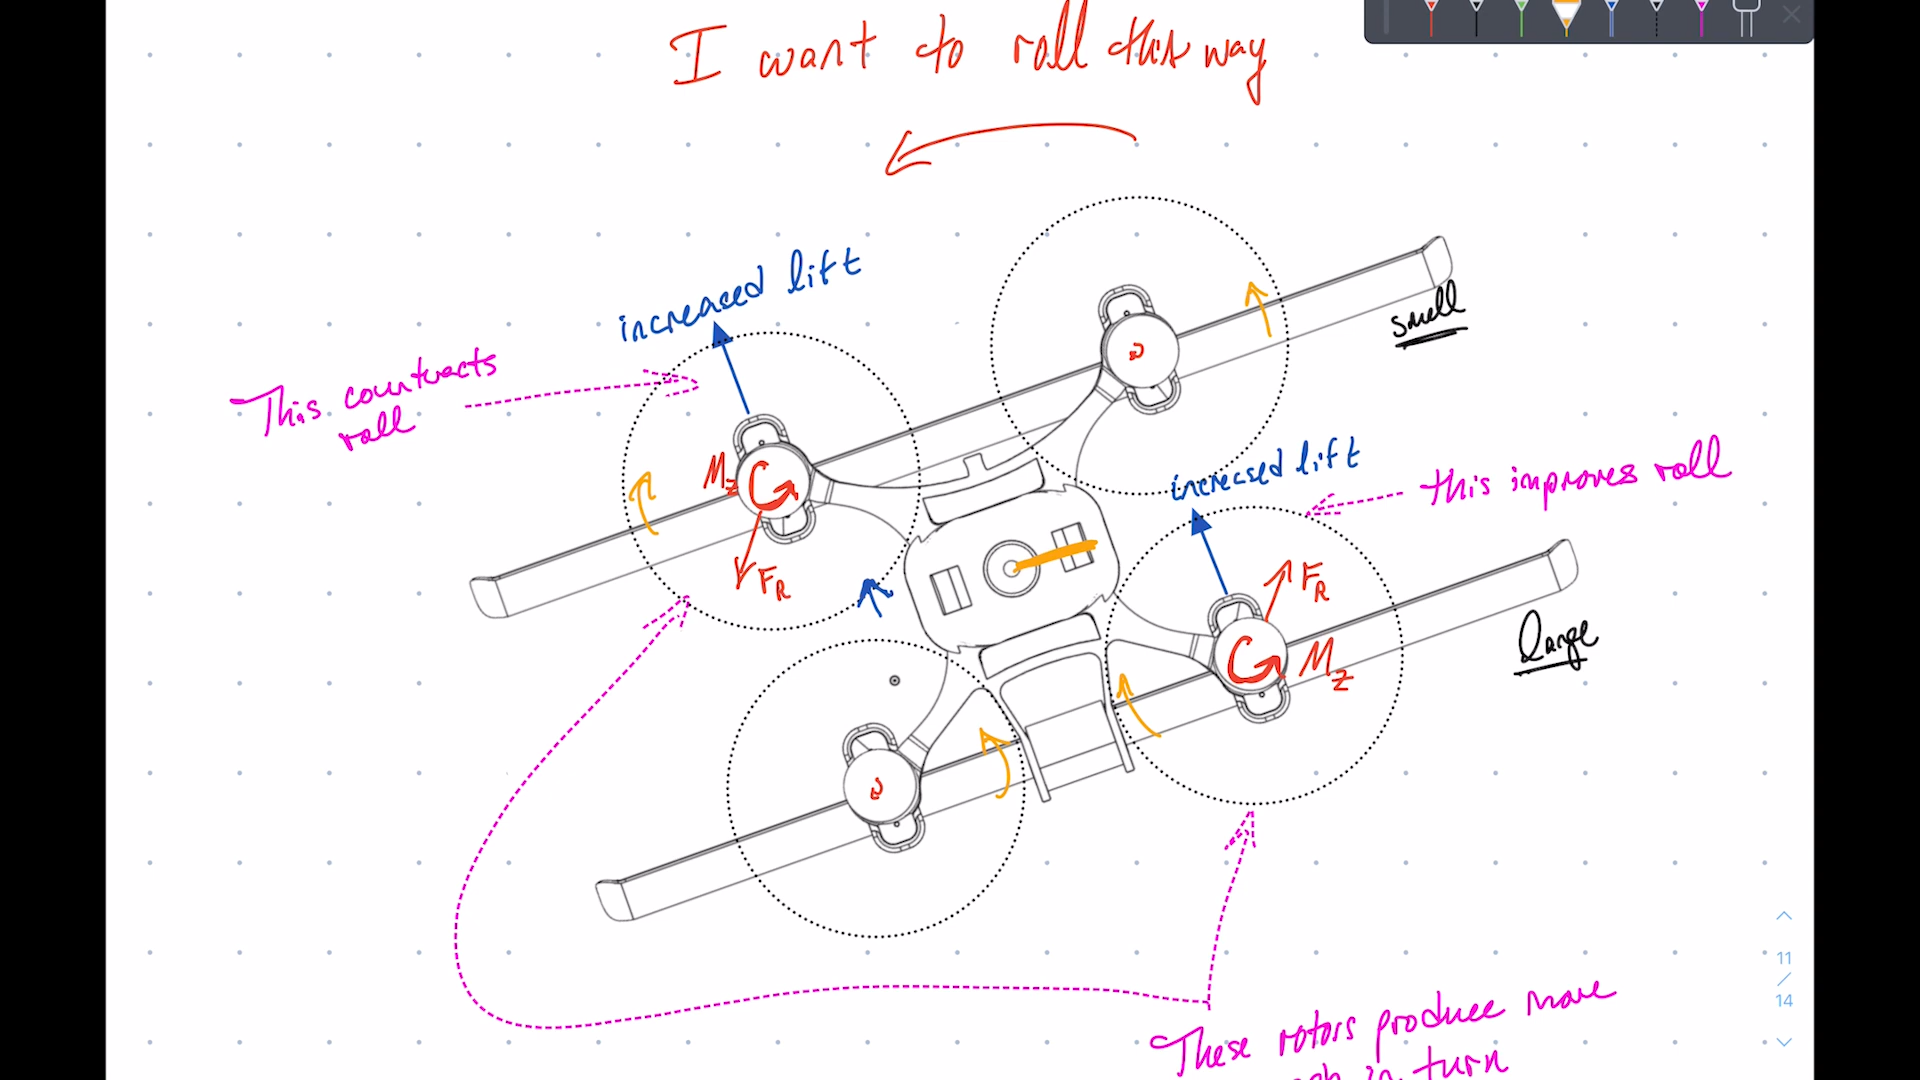 I want to roll this way
increased lift
small
This counteracts
roll
increased lift
this improves roll
Mz
FR
FR
Mz
large
11
/
14
These rotors produce more
in turn